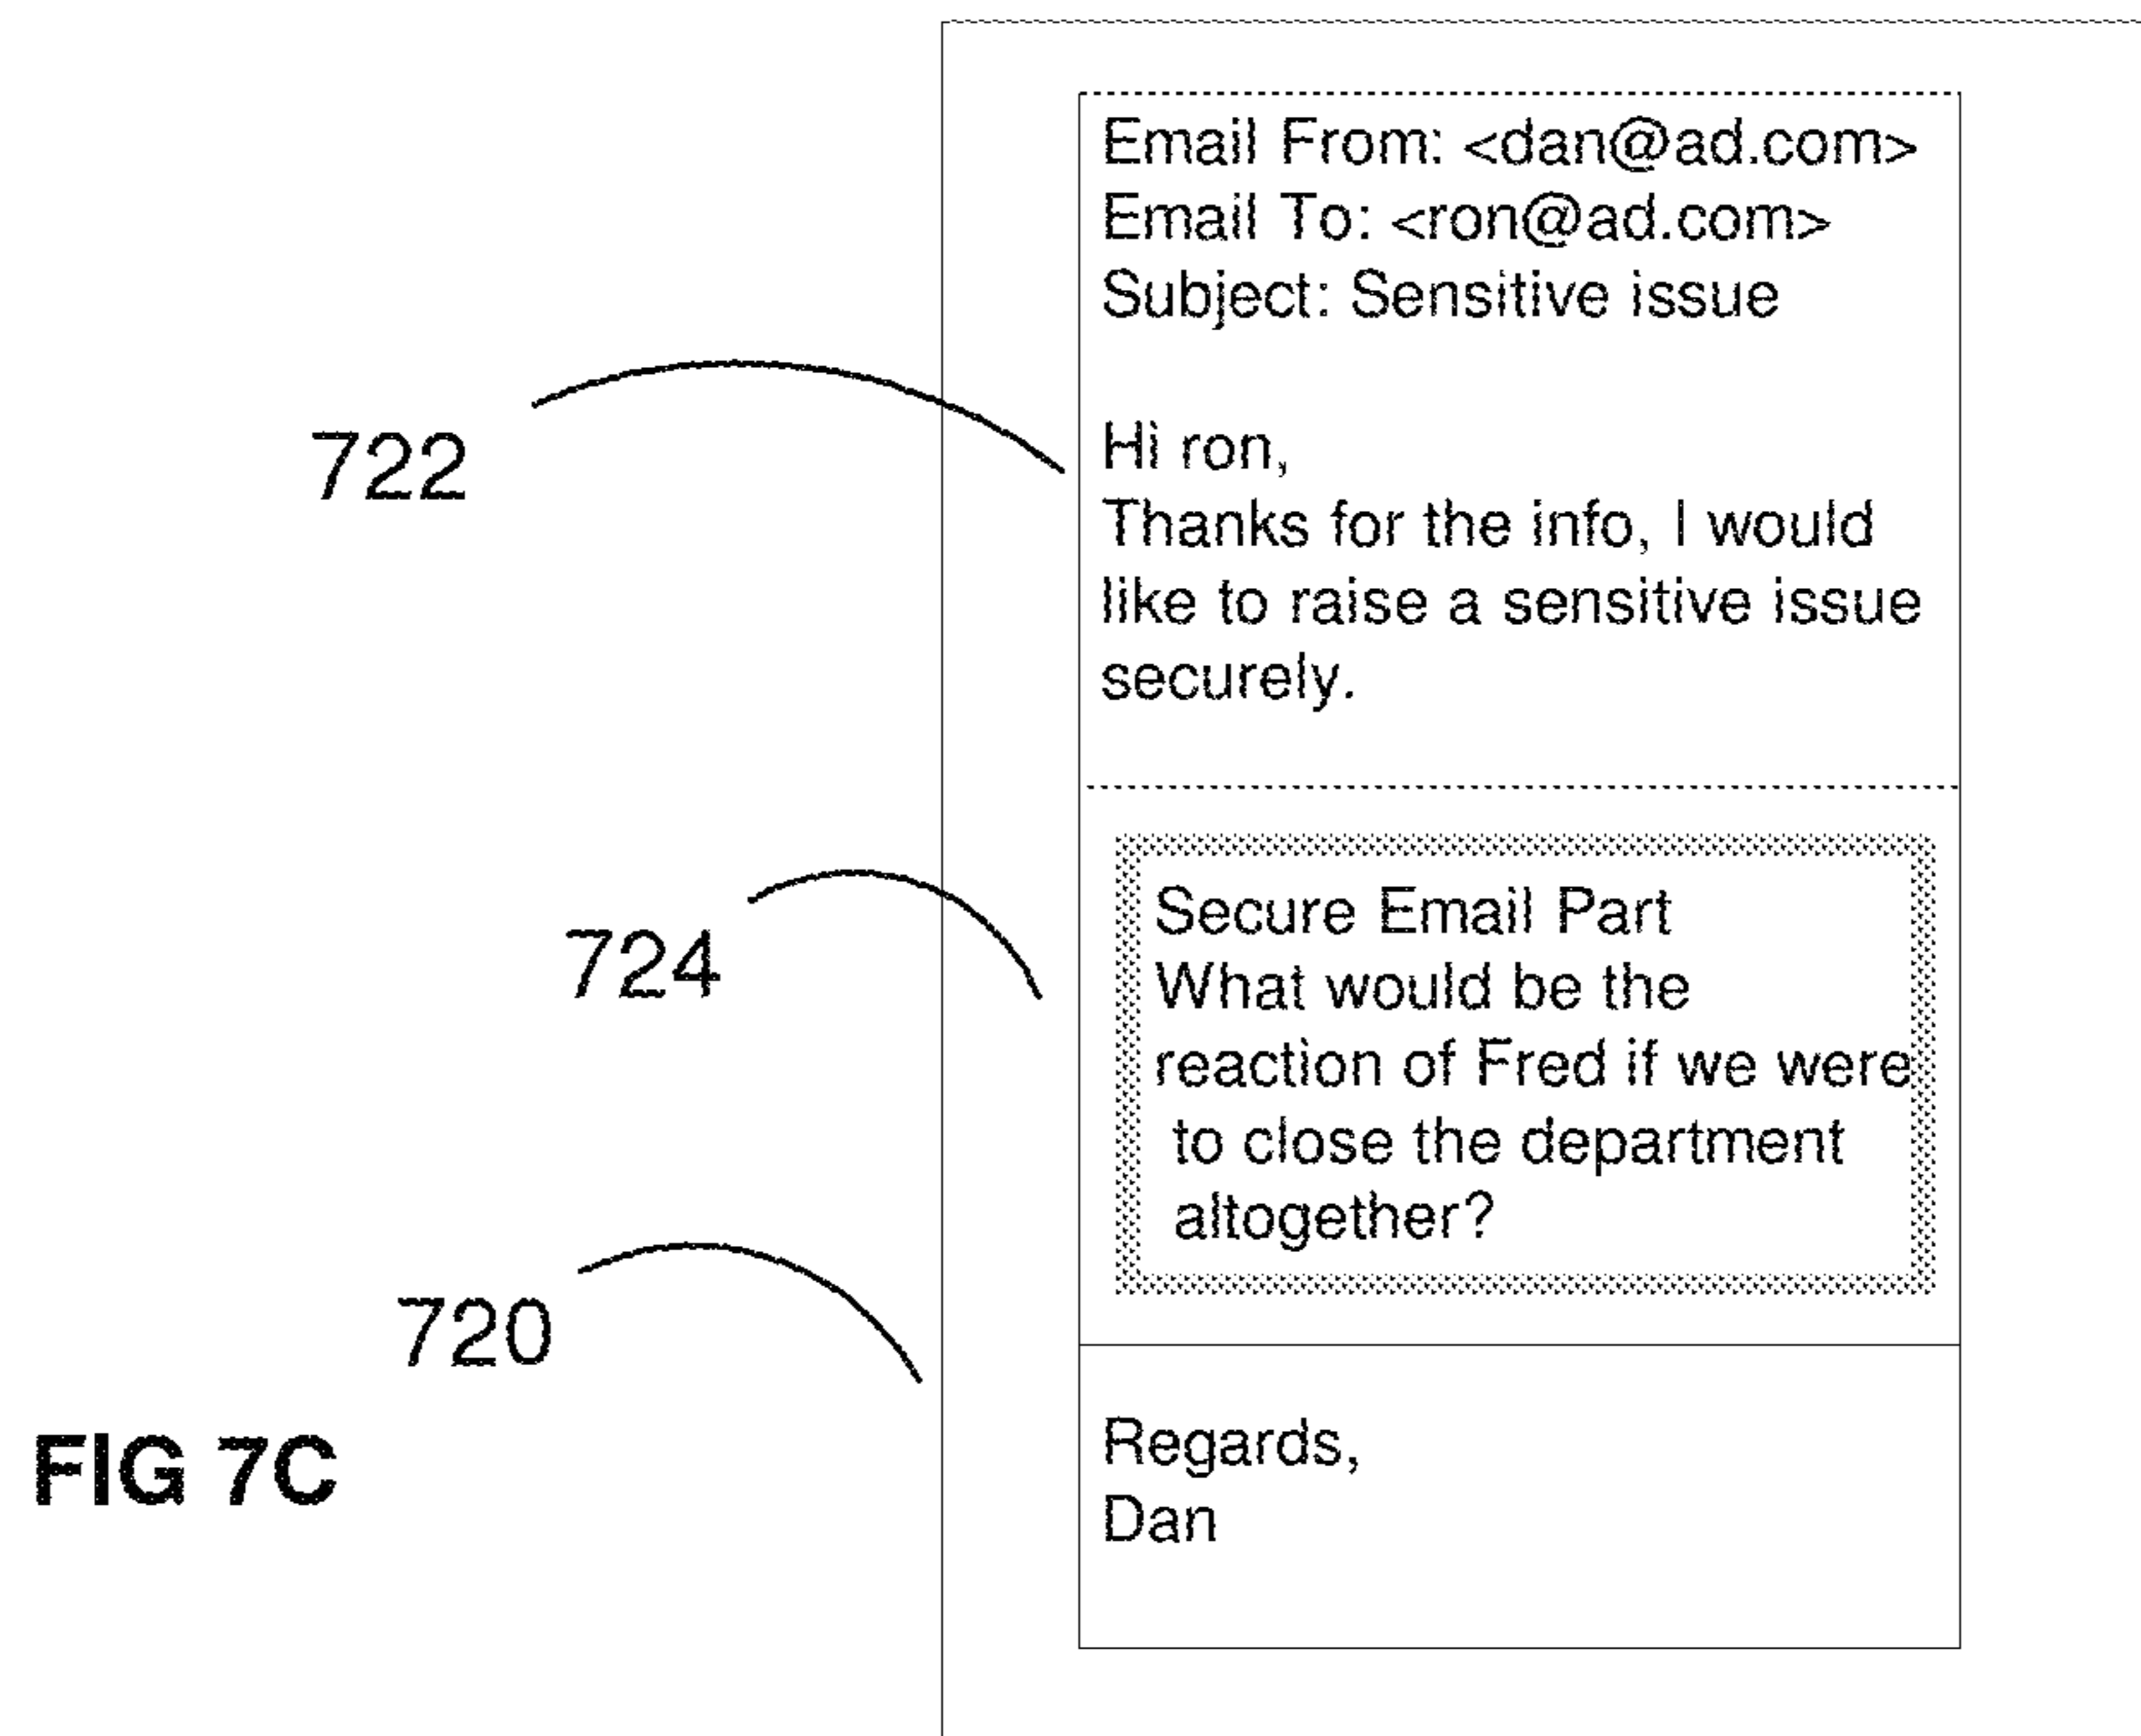 Email From: <dan@ad.com>
Email To: <ron@ad.com>
Subject: Sensitive issue
Hi ron,
Thanks for the info, I would
like to raise a sensitive issue
securely.
722
Secure Email Part
What would be the
reaction of Fred if we were
to close the department
altogether?
724
720
Regards,
Dan
FIG 7C